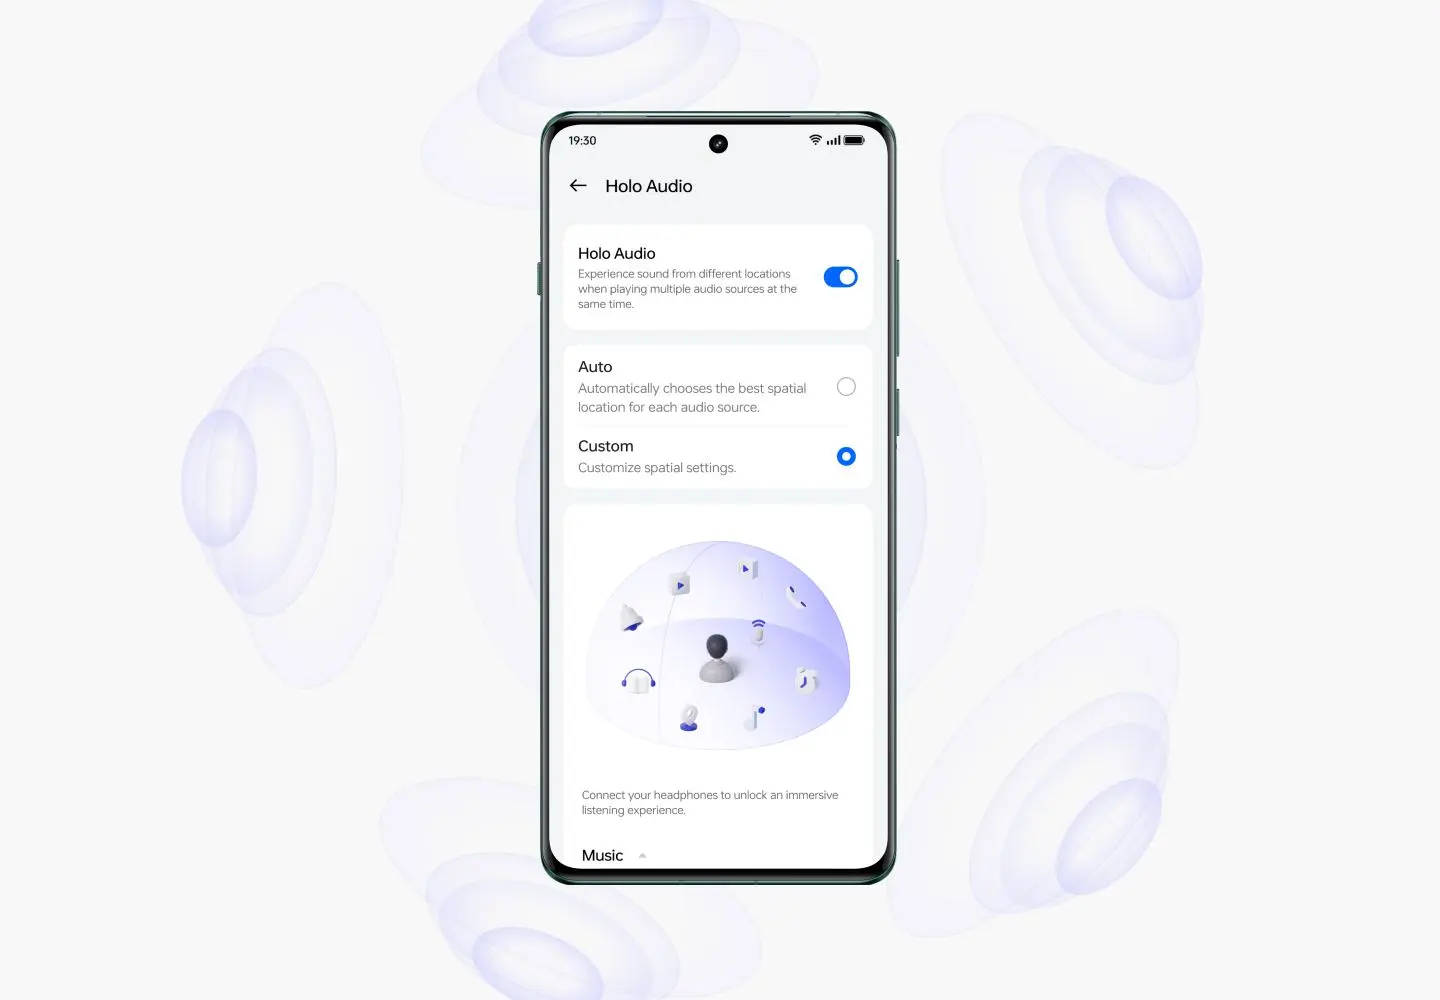 19:30
Holo Audio
Holo Audio
Experience sound from different locations
when playing multiple audio sources at the
same time.
Auto
Automatically chooses the best spatial
location for each audio source.
Custom
Customize spatial settings.
Connect your headphones to unlock an immersive
listening experience.
Music